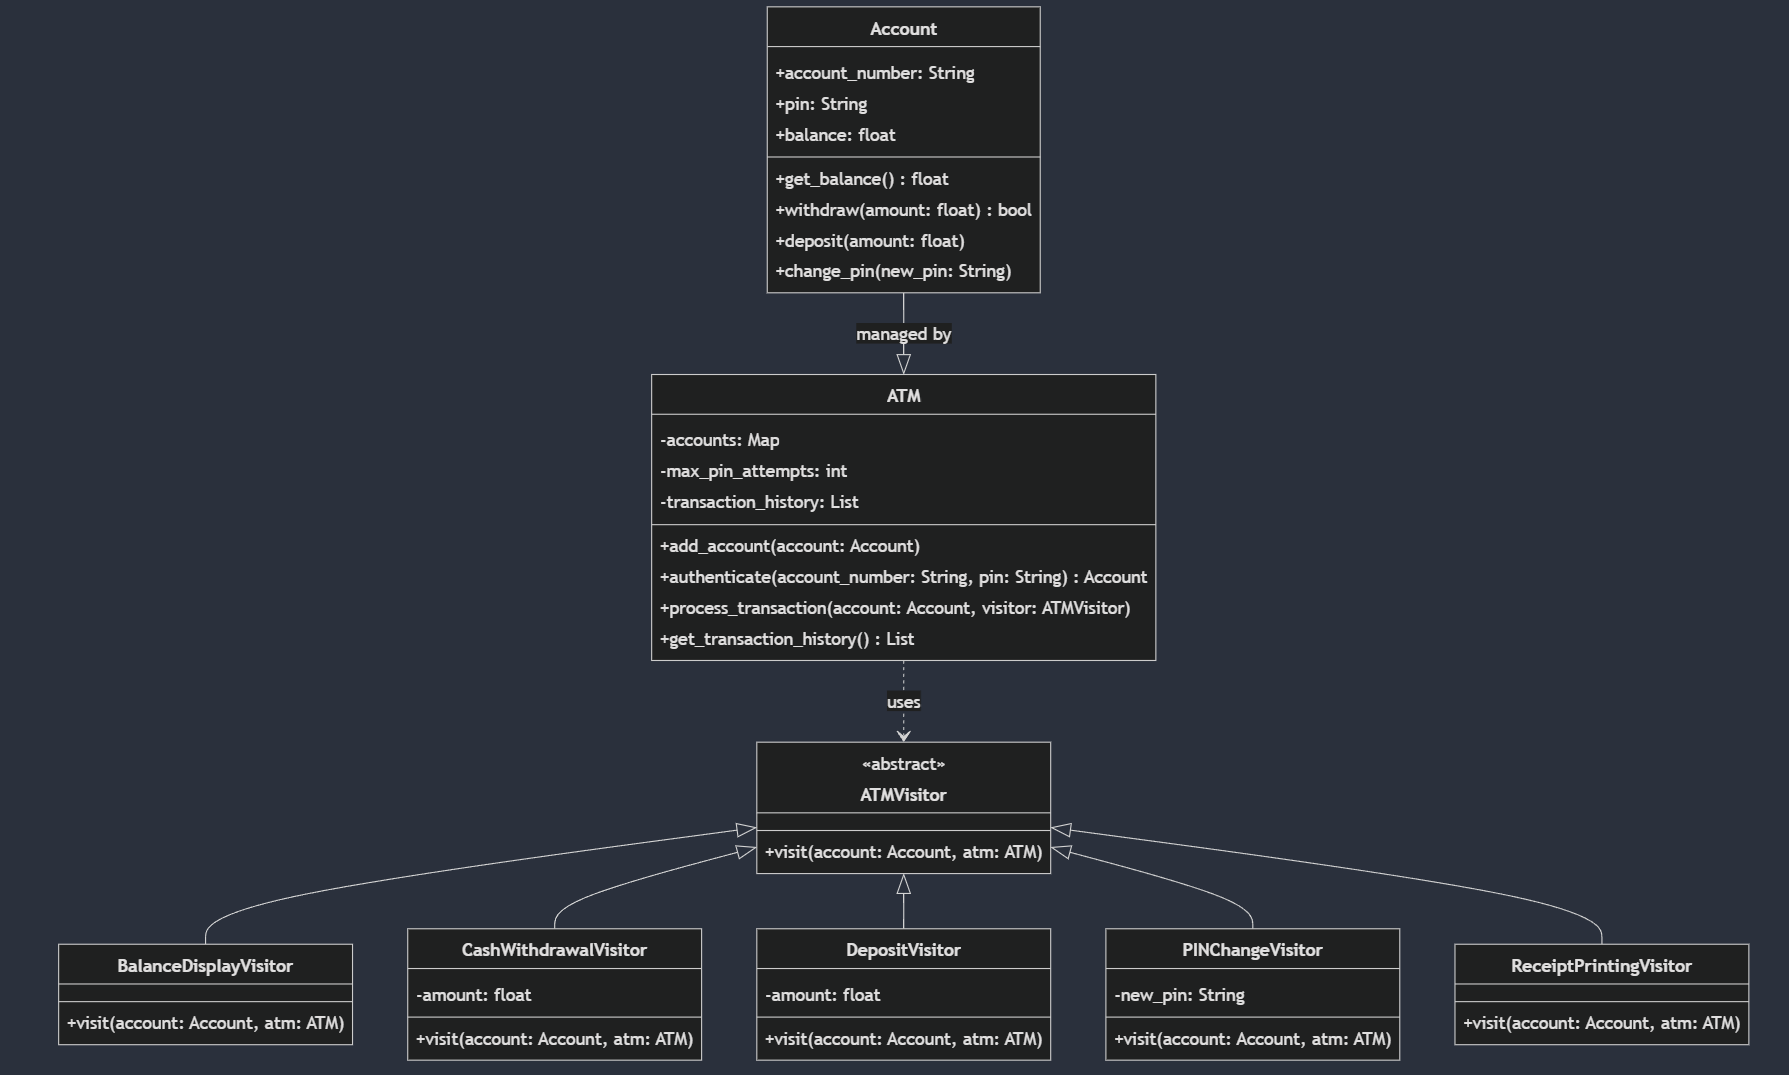 Account
+account_number: String
+pin: String
+balance: float
+get_balance() : float
+withdraw(amount: float) : bool
+deposit(amount: float)
+change_pin(new_pin: String)
managed by
ATM
-accounts: Map
-max_pin_attempts: int
-transaction_history: List
+add_account(account: Account)
+authenticate(account_number: String, pin: String) : Account
+process_transaction(account: Account, visitor: ATMVisitor)
+get_transaction_history() : List
uses
«abstract»
ATMVisitor
+visit(account: Account, atm: ATM)
BalanceDisplayVisitor
+visit(account: Account, atm: ATM)
CashWithdrawalVisitor
-amount: float
+visit(account: Account, atm: ATM)
DepositVisitor
-amount: float
+visit(account: Account, atm: ATM)
PINChangeVisitor
-new_pin: String
+visit(account: Account, atm: ATM)
ReceiptPrintingVisitor
+visit(account: Account, atm: ATM)